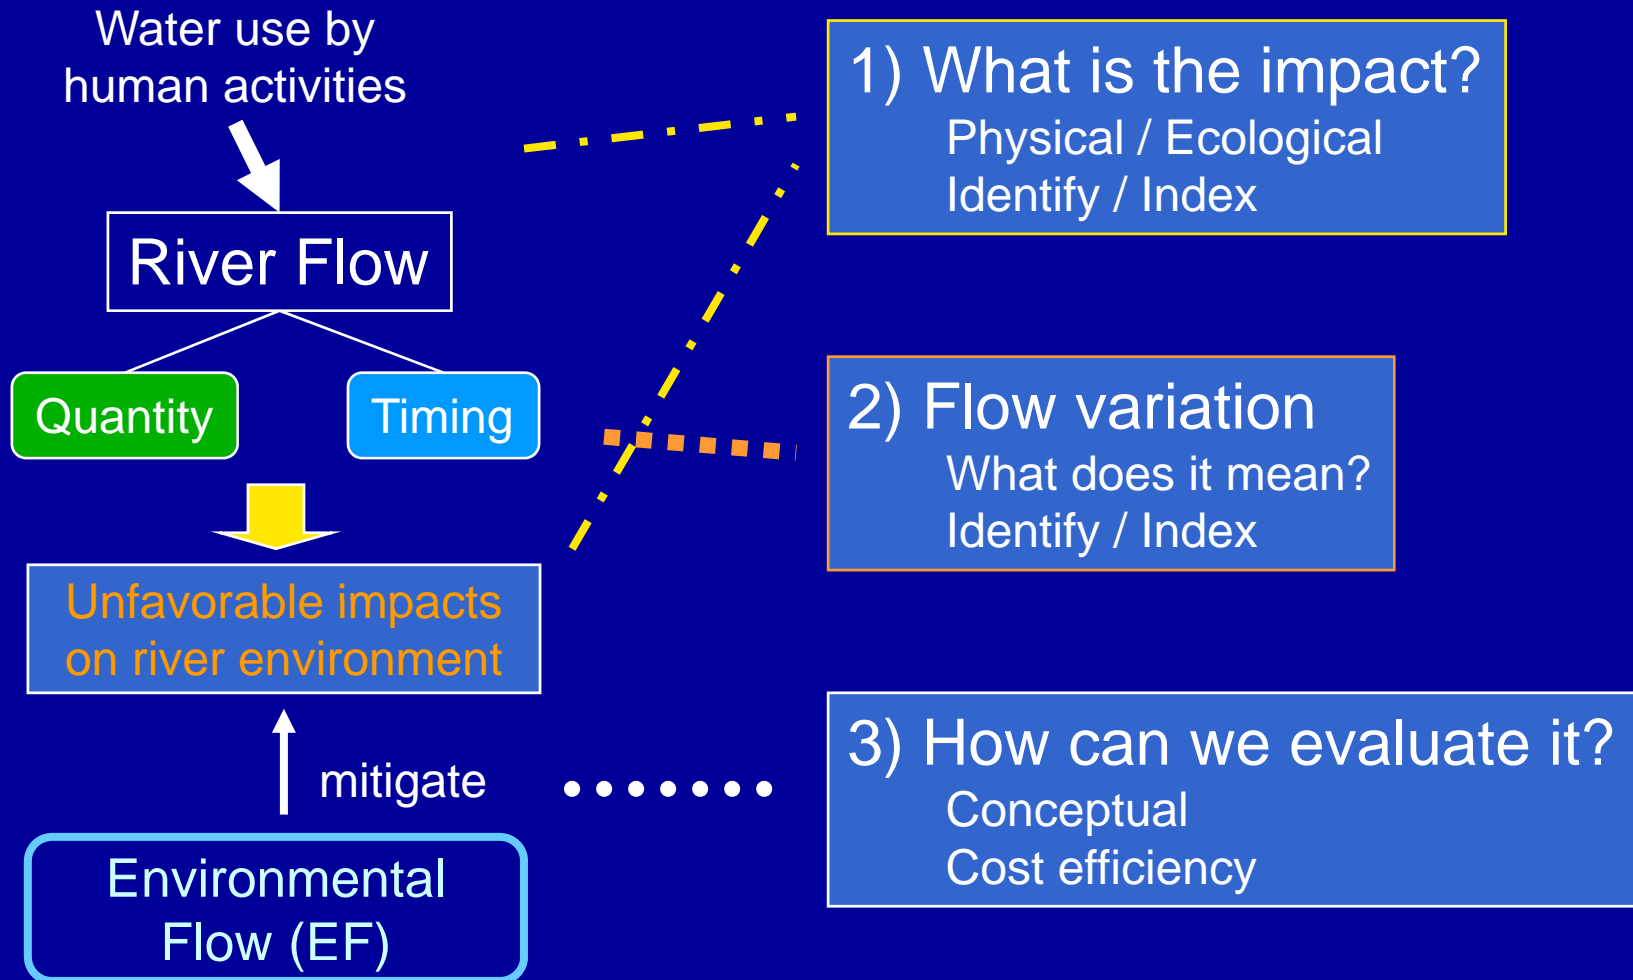 Water use by
human activities
River Flow
Quantity
Timing
Unfavorable impacts
on river environment
mitigate
Environmental
Flow (EF)
1) What is the impact?
Physical / Ecological
Identify / Index
2) Flow variation
What does it mean?
Identify / Index
3) How can we evaluate it?
Conceptual
Cost efficiency